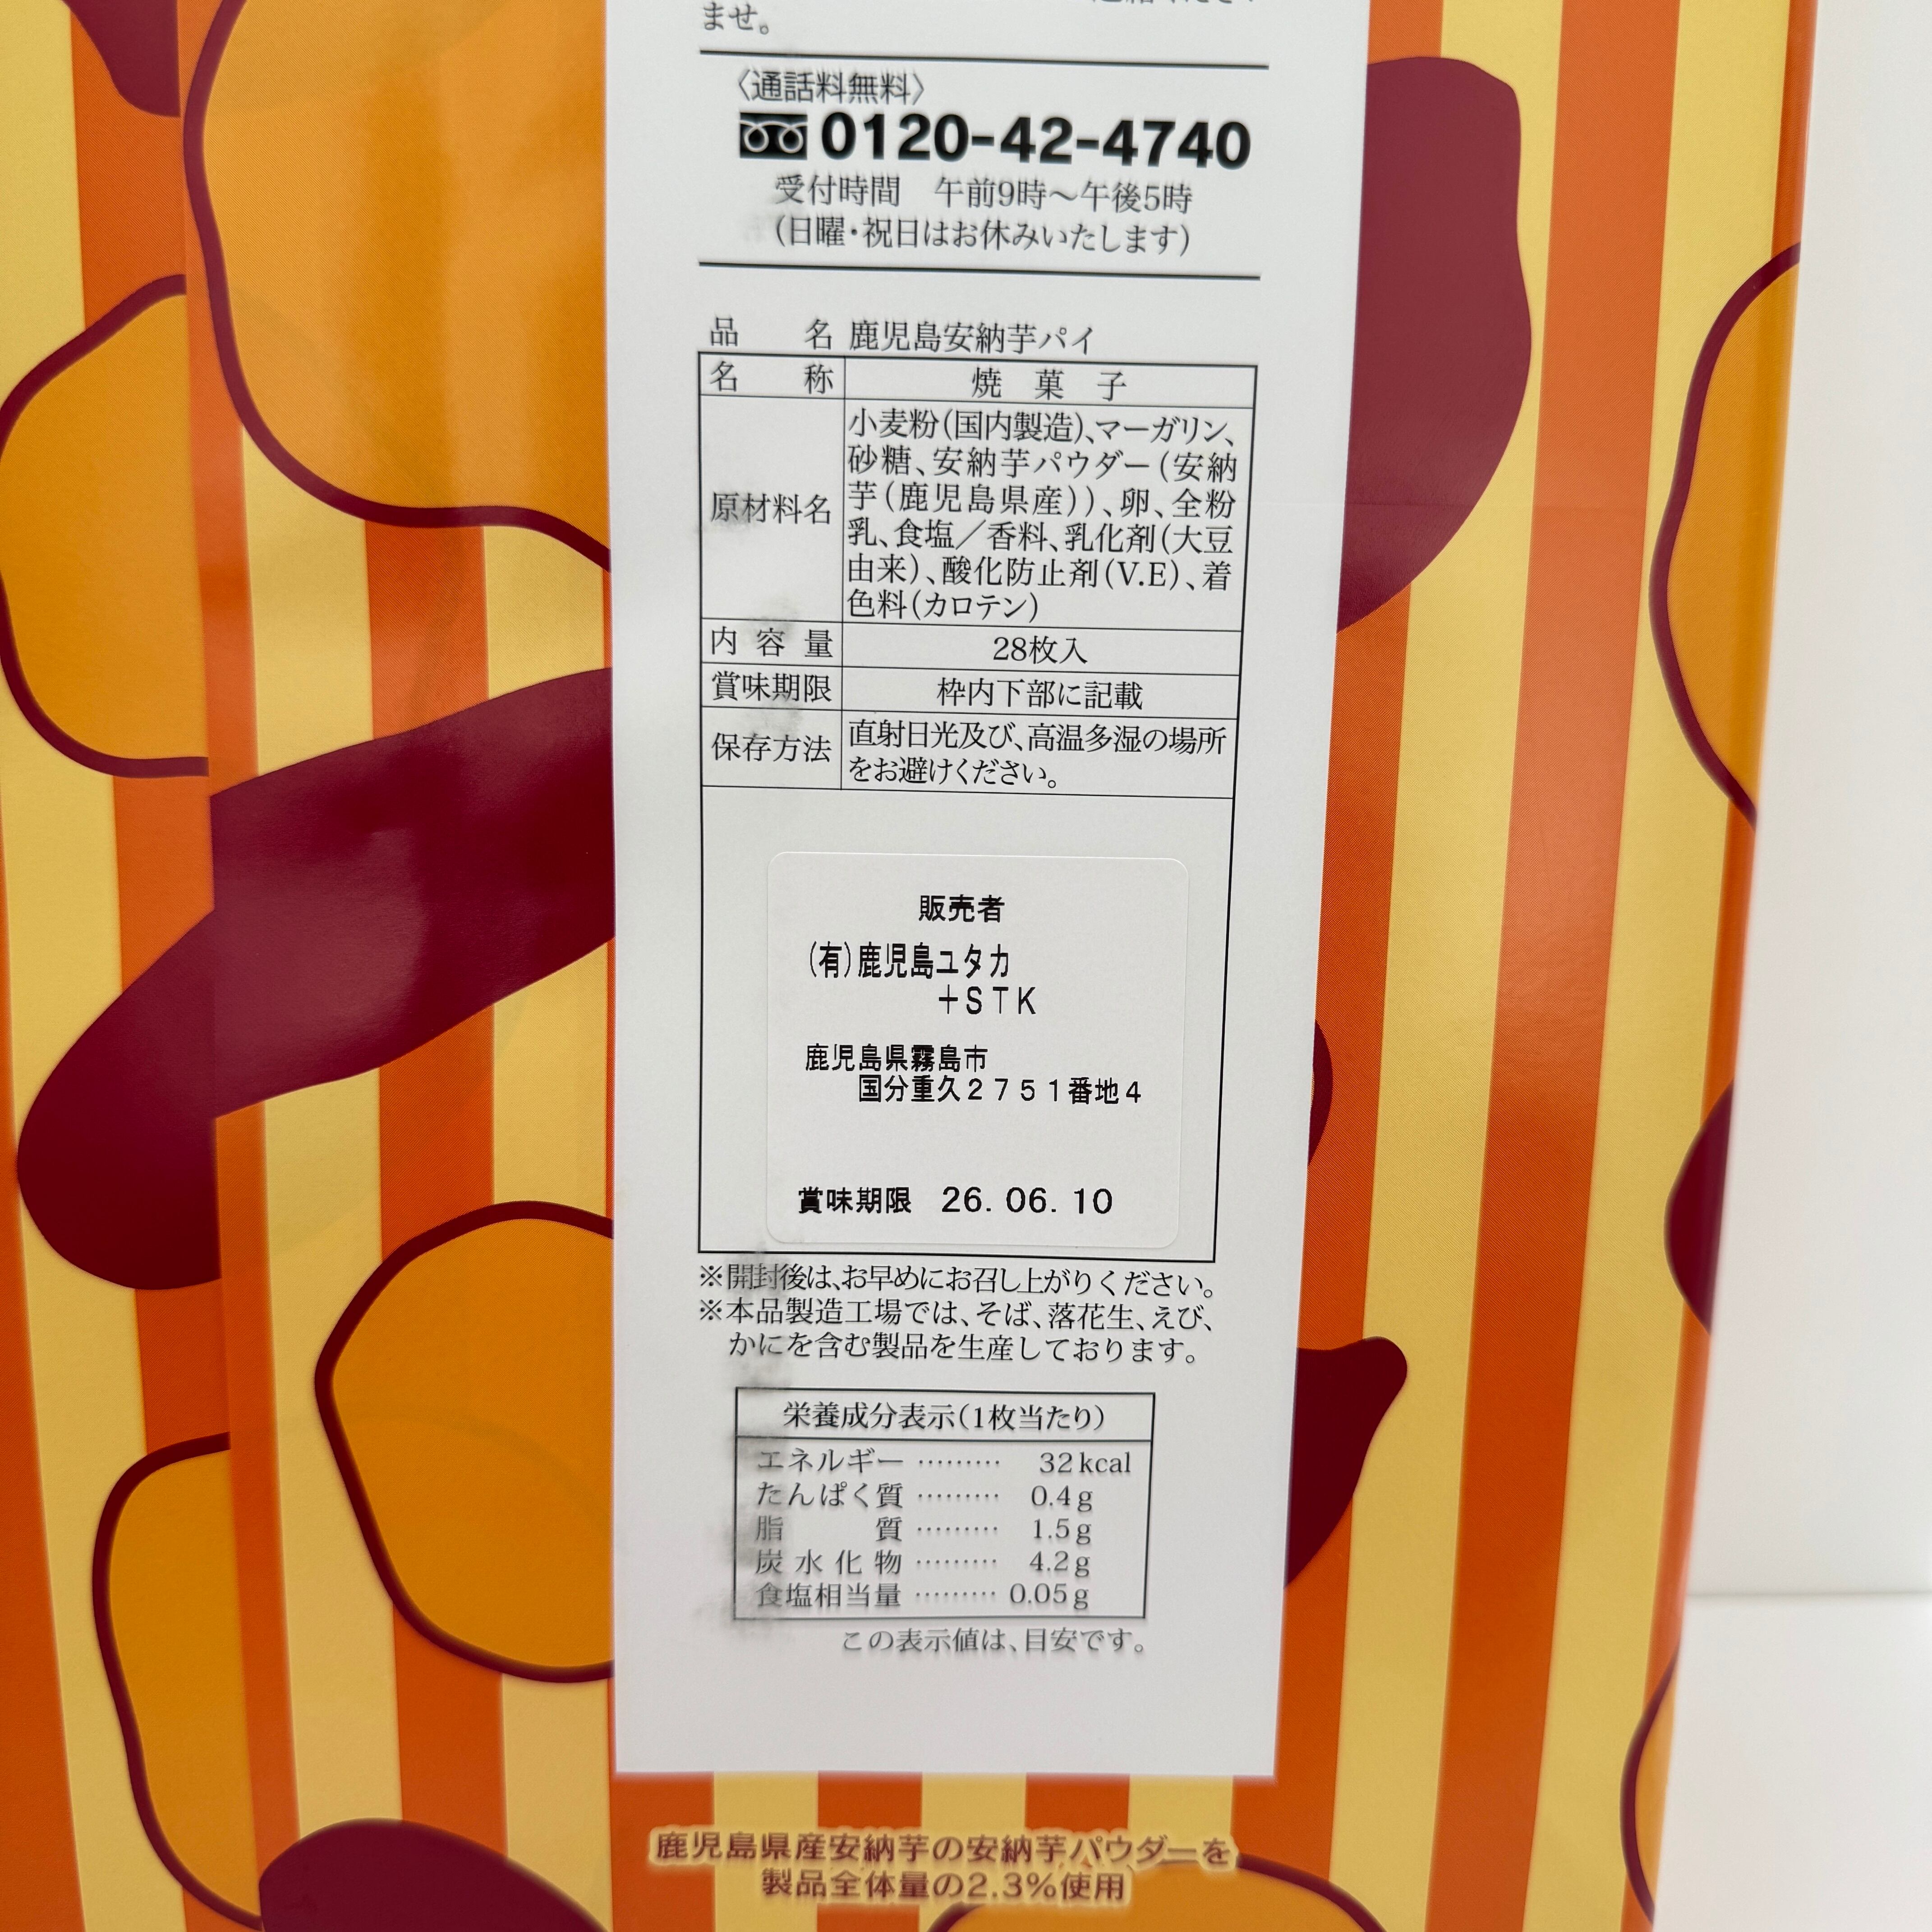 ませ。
〈通話料無料〉
0120-42-4740
受付時間　午前9時～午後5時
(日曜・祝日はお休みいたします)
品名 鹿児島安納芋パイ
名称 焼菓子
原材料名 小麦粉(国内製造)、マーガリン、
砂糖、安納芋パウダー(安納
芋(鹿児島県産))、卵、全粉
乳、食塩／香料、乳化剤(大豆
由来)、酸化防止剤(V.E)、着
色料(カロテン)
内容量 28枚入
賞味期限 枠内下部に記載
保存方法 直射日光及び、高温多湿の場所
をお避けください。
販売者
(有)鹿児島ユタカ
+STK
鹿児島県霧島市
国分重久２７５１番地４
賞味期限 26.06.10
※開封後は、お早めにお召し上がりください。
※本品製造工場では、そば、落花生、えび、
かにを含む製品を生産しております。
栄養成分表示(1枚当たり)
エネルギー ……… 32kcal
たんぱく質 ……… 0.4g
脂質 ……… 1.5g
炭水化物 ……… 4.2g
食塩相当量 ……… 0.05g
この表示値は、目安です。
鹿児島県産安納芋の安納芋パウダーを
製品全体量の2.3%使用